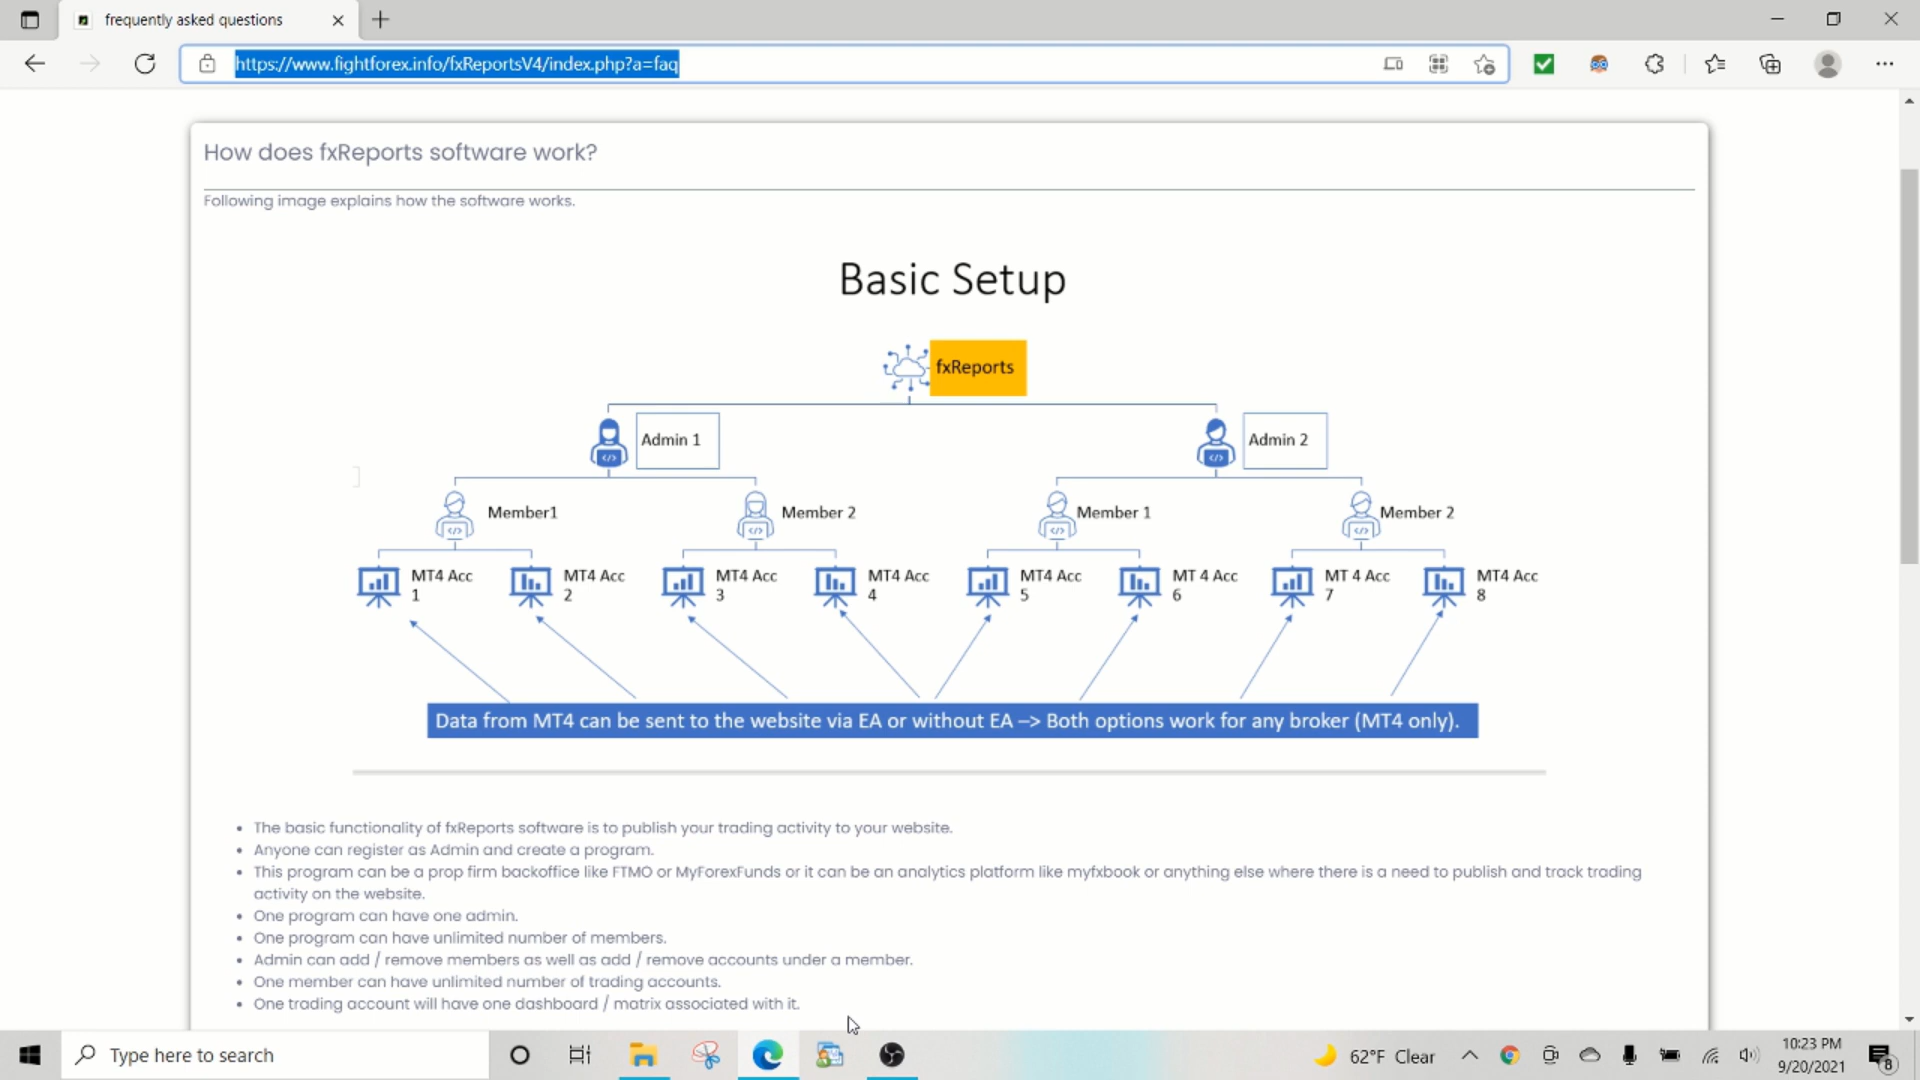 frequently asked questions
https://www.fightforex.info/fxReportsV4/index.php?a=faq
How does fxReports software work?
Following image explains how the software works.
Basic Setup
fxReports
Admin 1
Admin 2
Member1
Member 2
Member 1
Member 2
MT4 Acc 1
MT4 Acc 2
MT4 Acc 3
MT4 Acc 4
MT4 Acc 5
MT 4 Acc 6
MT 4 Acc 7
MT4 Acc 8
Data from MT4 can be sent to the website via EA or without EA –> Both options work for any broker (MT4 only).
The basic functionality of fxReports software is to publish your trading activity to your website.
Anyone can register as Admin and create a program.
This program can be a prop firm backoffice like FTMO or MyForexFunds or it can be an analytics platform like myfxbook or anything else where there is a need to publish and track trading
activity on the website.
One program can have one admin.
One program can have unlimited number of members.
Admin can add / remove members as well as add / remove accounts under a member.
One member can have unlimited number of trading accounts.
One trading account will have one dashboard / matrix associated with it.
Type here to search
62°F Clear
10:23 PM
9/20/2021
8